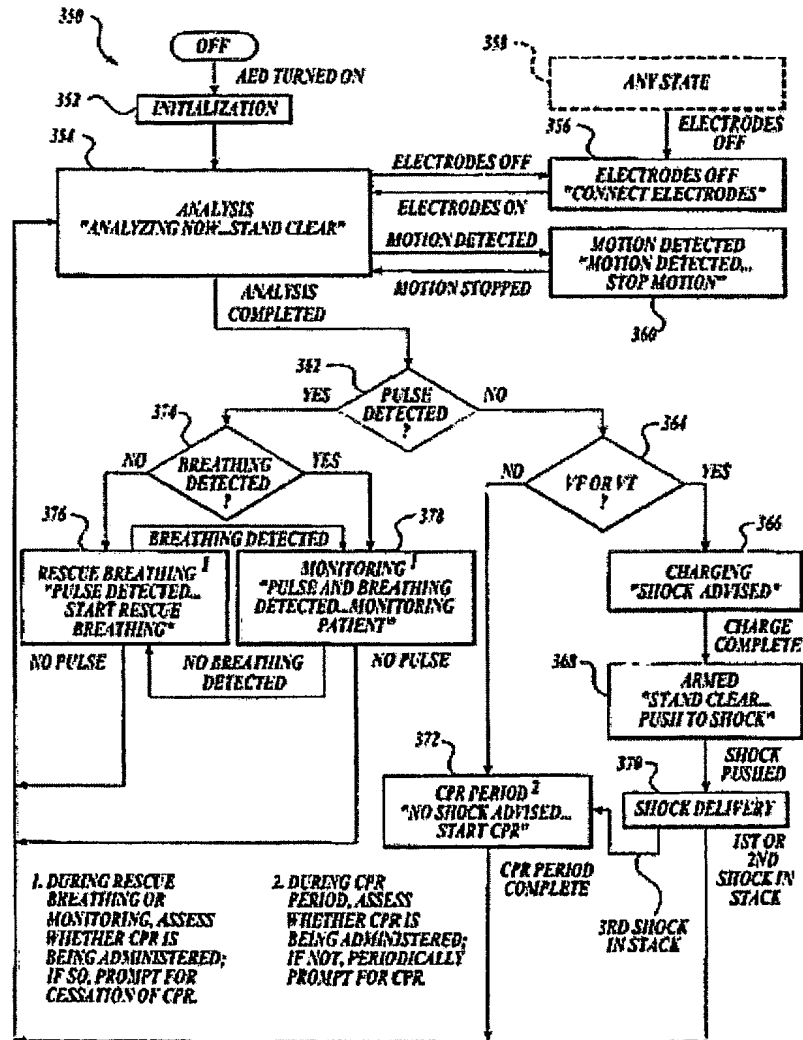 350
OFF
AED TURNED ON
352
INITIALIZATION
354
ANALYSIS
"ANALYZING NOW...STAND CLEAR"
358
ANY STATE
ELECTRODES
OFF
356
ELECTRODES OFF
"CONNECT ELECTRODES"
ELECTRODES OFF
ELECTRODES ON
MOTION DETECTED
MOTION STOPPED
MOTION DETECTED
"MOTION DETECTED...
STOP MOTION"
360
ANALYSIS
COMPLETED
362
PULSE
DETECTED
?
YES
NO
374
BREATHING
DETECTED
?
NO
YES
364
VF OR VT
?
NO
YES
376
BREATHING DETECTED
378
RESCUE BREATHING 1
"PULSE DETECTED...
START RESCUE
BREATHING"
MONITORING 1
"PULSE AND BREATHING
DETECTED...MONITORING
PATIENT"
NO PULSE
NO BREATHING
DETECTED
NO PULSE
366
CHARGING
"SHOCK ADVISED"
CHARGE
COMPLETE
368
ARMED
"STAND CLEAR...
PUSH TO SHOCK"
SHOCK
PUSHED
370
SHOCK DELIVERY
1ST OR
2ND
SHOCK IN
STACK
3RD SHOCK
IN STACK
372
CPR PERIOD 2
"NO SHOCK ADVISED...
START CPR"
CPR PERIOD
COMPLETE
1. DURING RESCUE
BREATHING OR
MONITORING, ASSESS
WHETHER CPR IS
BEING ADMINISTERED;
IF SO, PROMPT FOR
CESSATION OF CPR.
2. DURING CPR
PERIOD, ASSESS
WHETHER CPR IS
BEING ADMINISTERED;
IF NOT, PERIODICALLY
PROMPT FOR CPR.